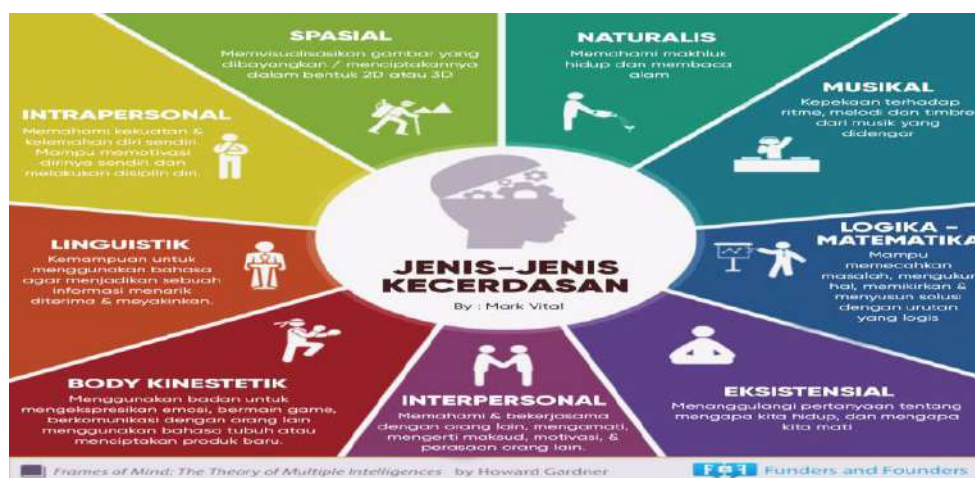 SPASIAL
Memvisualisasikan gambar yang
dibayangkan / menciptakannya
dalam bentuk 2D atau 3D
NATURALIS
Memahami makhluk
hidup dan membaca
alam
MUSIKAL
Kepekaan terhadap
ritme, melodi dan timbre
dari musik yang
didengar
LOGIKA –
MATEMATIKA
Mampu
memecahkan
masalah, mengukur
hal, memikirkan &
menyusun solusi
dengan urutan
yang logis
EKSISTENSIAL
Menanggulangi pertanyaan tentang
mengapa kita hidup, dan mengapa
kita mati
INTERPERSONAL
Memahami & bekerjasama
dengan orang lain, mengamati,
mengerti maksud, motivasi, &
perasaan orang lain.
BODY KINESTETIK
Menggunakan badan untuk
mengekspresikan emosi, bermain game,
berkomunikasi dengan orang lain
menggunakan bahasa tubuh atau
menciptakan produk baru.
LINGUISTIK
Kemampuan untuk
menggunakan bahasa
agar menjadikan sebuah
informasi menarik
diterima & meyakinkan.
INTRAPERSONAL
Memahami kekuatan &
kelemahan diri sendiri.
Mampu memotivasi
dirinya sendiri dan
melakukan disiplin diri.
JENIS-JENIS
KECERDASAN
By : Mark Vital
Frames of Mind: The Theory of Multiple Intelligences by Howard Gardner
Funders and Founders